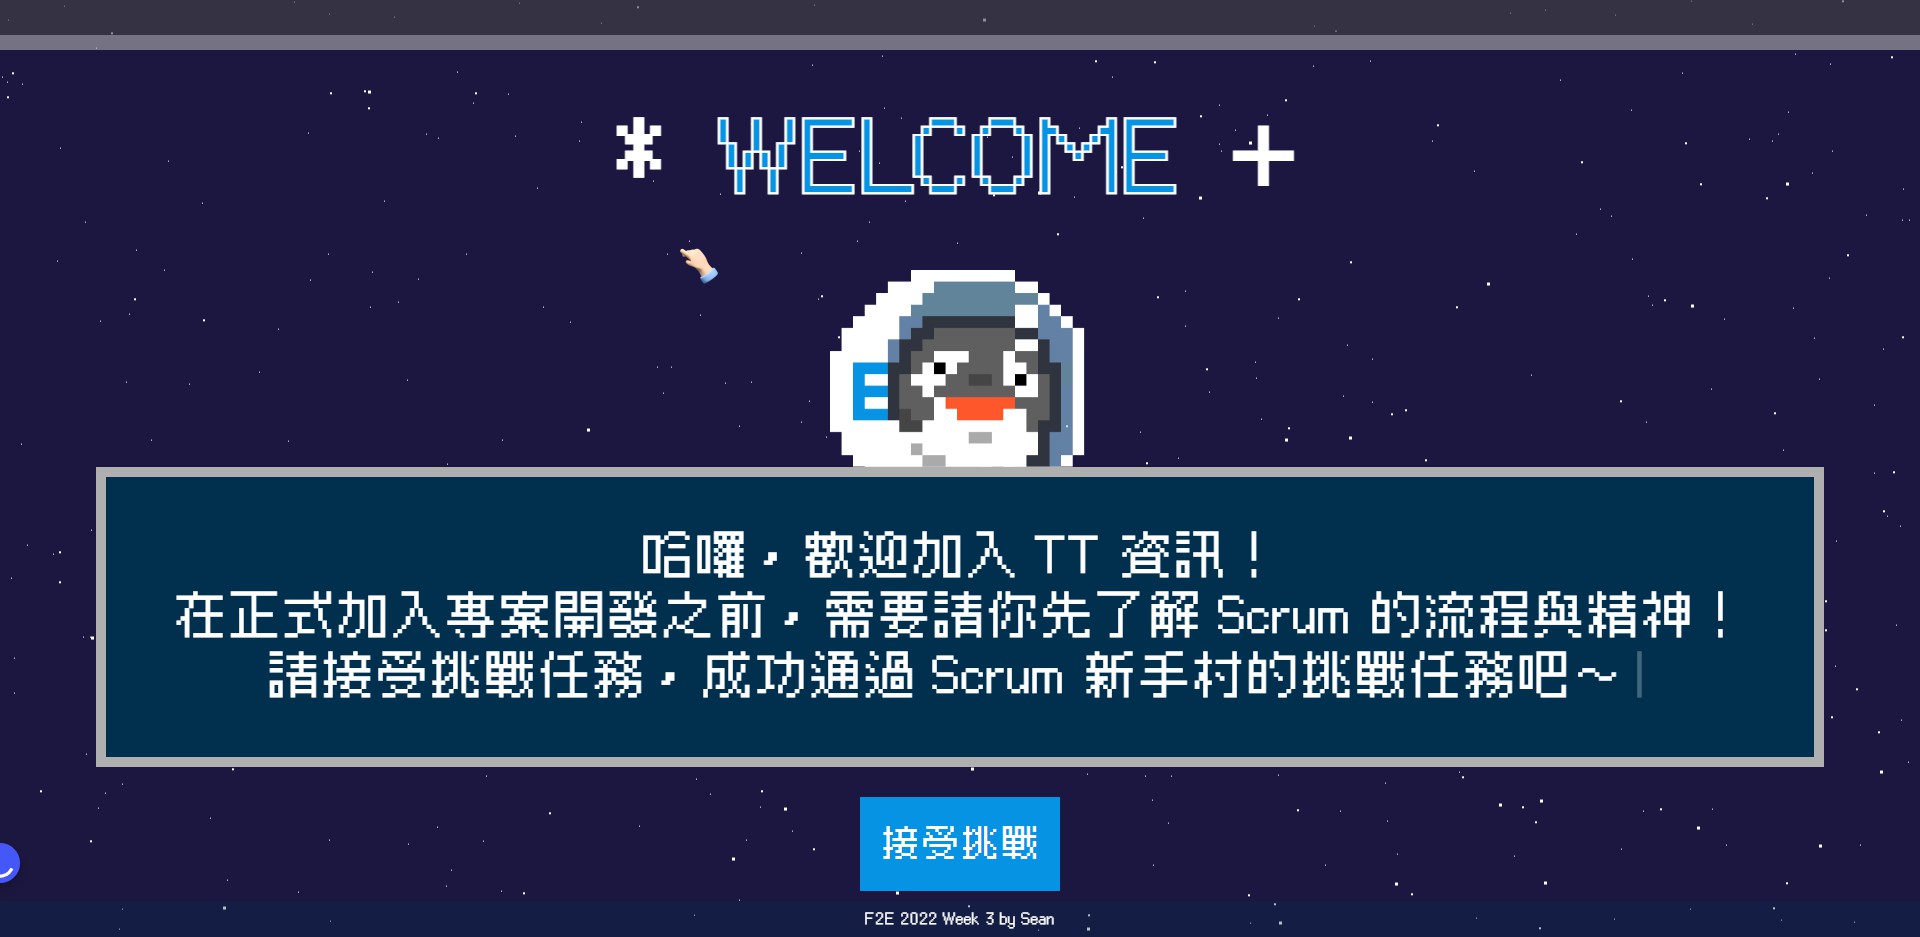 * WELCOME +
E
哈囉，歡迎加入 TT 資訊！
在正式加入專案開發之前，需要請你先了解 Scrum 的流程與精神！
請接受挑戰任務，成功通過 Scrum 新手村的挑戰任務吧～
接受挑戰
F2E 2022 Week 3 by Sean